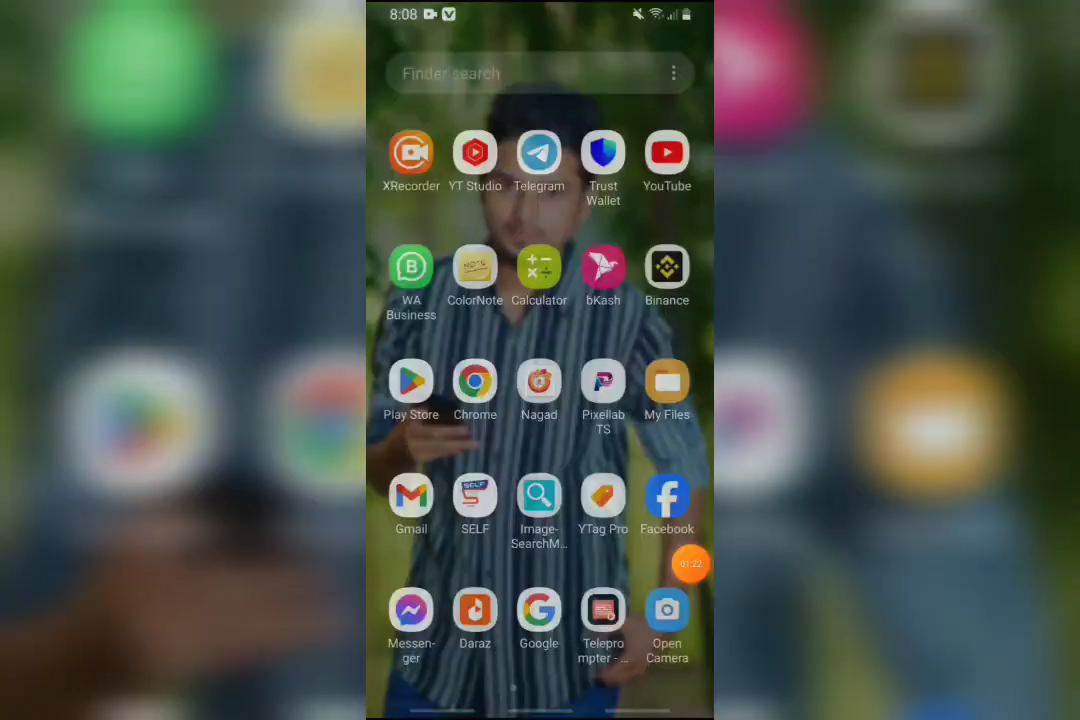 8:08
Finder search
XRecorder YT Studio Telegram Trust Wallet YouTube
WA Business ColorNote Calculator bKash Binance
NOTE
Play Store Chrome Nagad Pixellab TS My Files
SELF
Gmail SELF Image-SearchM... YTag Pro Facebook
01:22
Messen-ger Daraz Google Telepro mpter - ... Open Camera